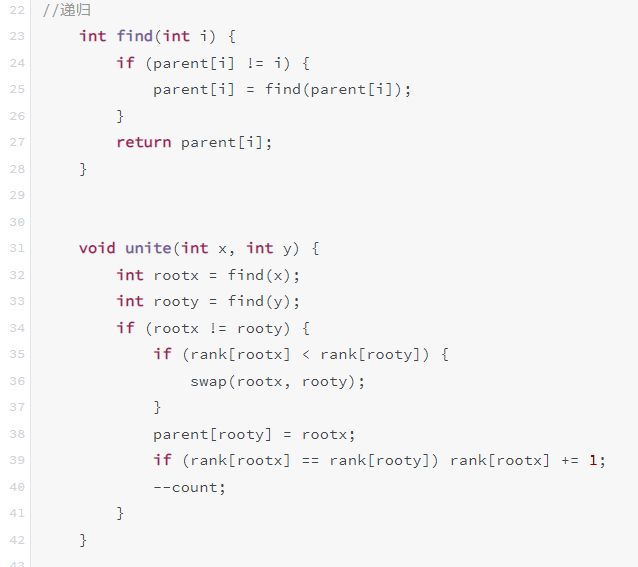 22 //递归
23 int find(int i) {
24 if (parent[i] != i) {
25 parent[i] = find(parent[i]);
26 }
27 return parent[i];
28 }
29
30
31 void unite(int x, int y) {
32 int rootx = find(x);
33 int rooty = find(y);
34 if (rootx != rooty) {
35 if (rank[rootx] < rank[rooty]) {
36 swap(rootx, rooty);
37 }
38 parent[rooty] = rootx;
39 if (rank[rootx] == rank[rooty]) rank[rootx] += 1;
40 --count;
41 }
42 }
43